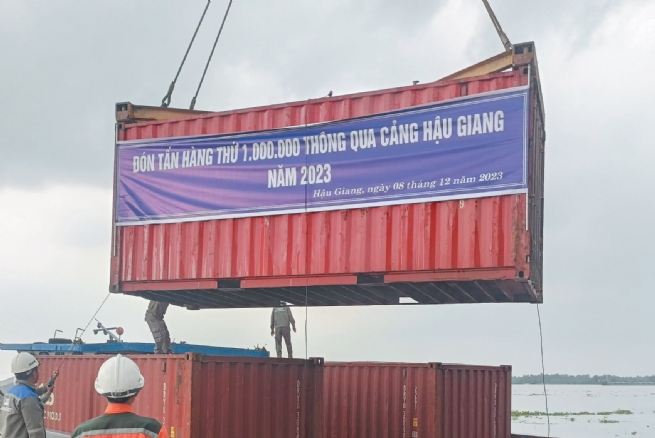 ĐÓN TẤN HÀNG THỨ 1.000.000 THÔNG QUA CẢNG HẬU GIANG
NĂM 2023
Hậu Giang, ngày 08 tháng 12 năm 2023
9